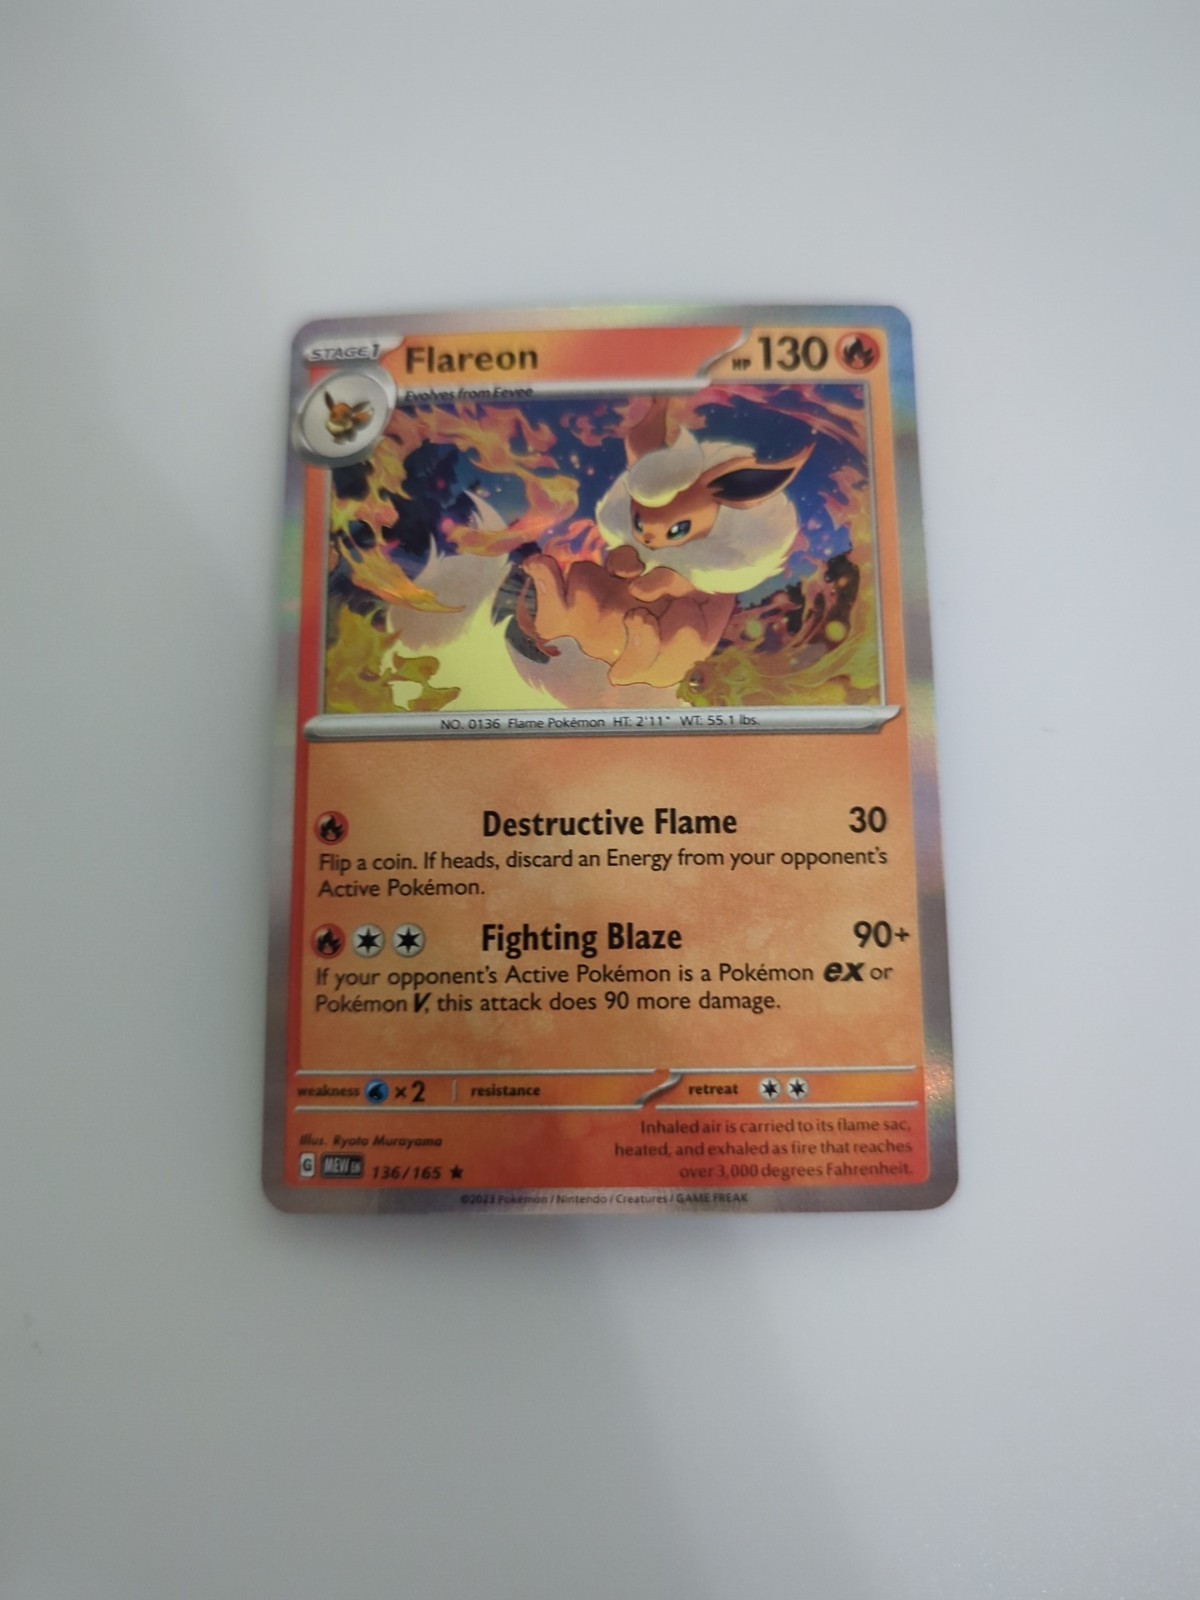 STAGE 1 Flareon HP 130
Evolves from Eevee
NO. 0136 Flame Pokémon HT: 2'11" WT: 55.1 lbs.
Destructive Flame 30
Flip a coin. If heads, discard an Energy from your opponent's
Active Pokémon.
Fighting Blaze 90+
If your opponent's Active Pokémon is a Pokémon ex or
Pokémon V, this attack does 90 more damage.
weakness ×2 resistance retreat
Inhaled air is carried to its flame sac,
heated, and exhaled as fire that reaches
over 3,000 degrees Fahrenheit.
Illus. Ryota Murayama
G MEW EN 136/165 ★
©2023 Pokémon / Nintendo / Creatures / GAME FREAK